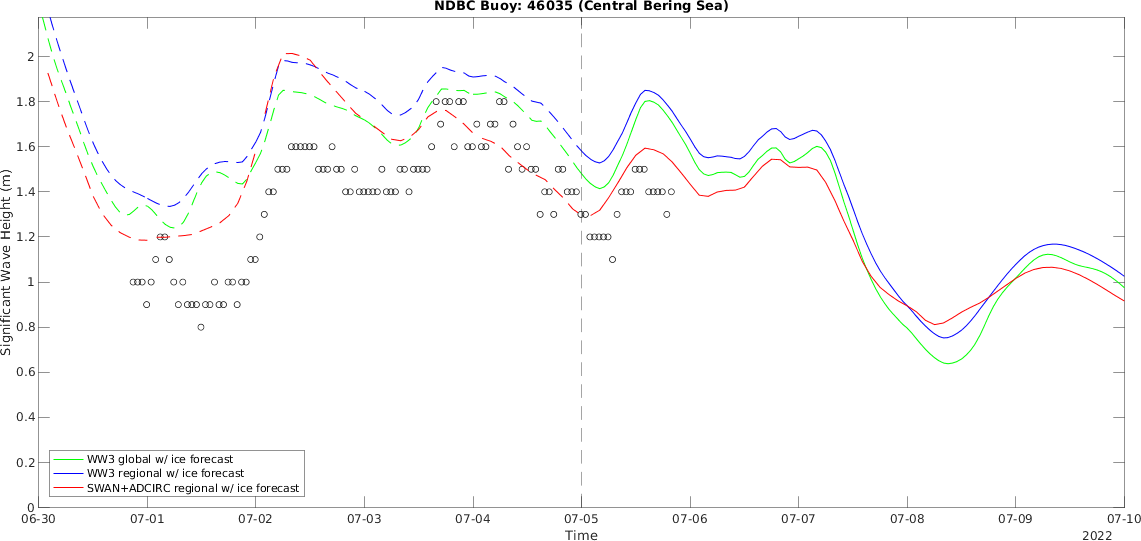 NDBC Buoy: 46035 (Central Bering Sea)
Significant Wave Height (m)
2
1.8
1.6
1.4
1.2
1
0.8
0.6
0.4
0.2
0
WW3 global w/ ice forecast
WW3 regional w/ ice forecast
SWAN+ADCIRC regional w/ ice forecast
06-30 07-01 07-02 07-03 07-04 07-05 07-06 07-07 07-08 07-09 07-10
Time
2022